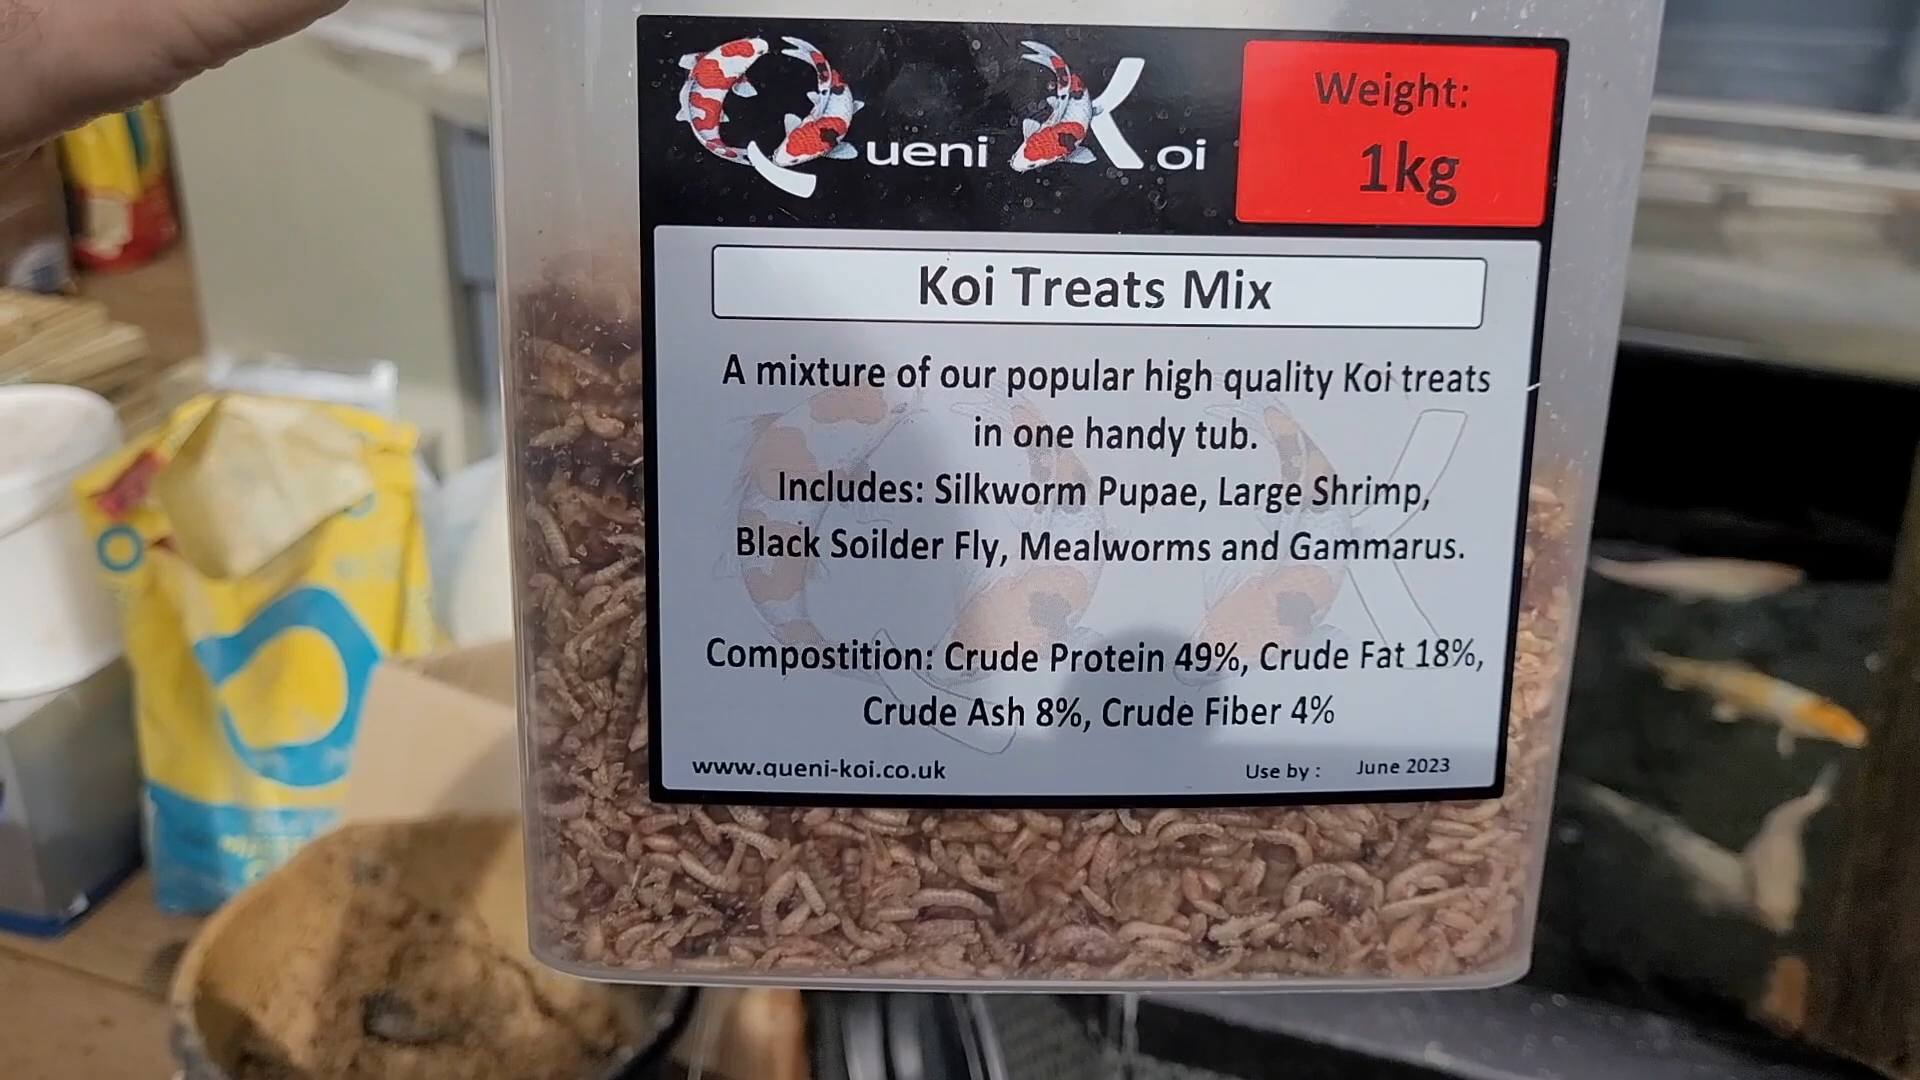 Queni Koi
Weight:
1kg
Koi Treats Mix
A mixture of our popular high quality Koi treats
in one handy tub.
Includes: Silkworm Pupae, Large Shrimp,
Black Soilder Fly, Mealworms and Gammarus.
Compostition: Crude Protein 49%, Crude Fat 18%,
Crude Ash 8%, Crude Fiber 4%
www.queni-koi.co.uk
Use by : June 2023